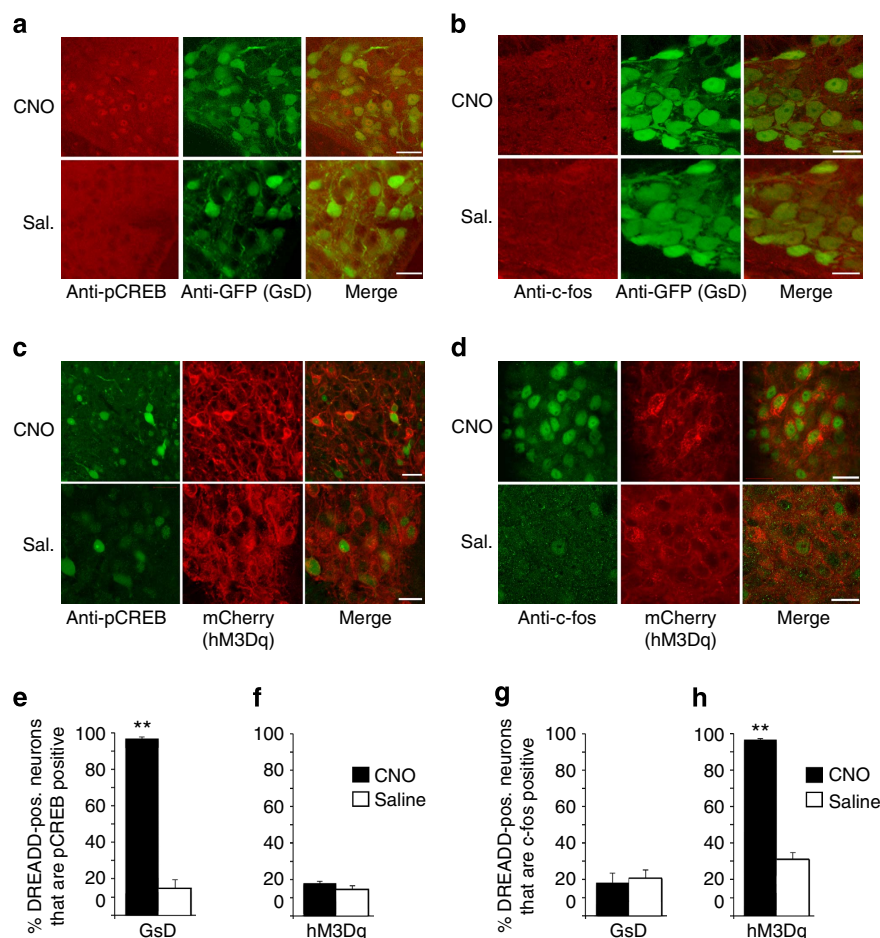 a
CNO
Sal.
Anti-pCREB Anti-GFP (GsD) Merge
b
CNO
Sal.
Anti-c-fos Anti-GFP (GsD) Merge
c
CNO
Sal.
Anti-pCREB mCherry (hM3Dq) Merge
d
CNO
Sal.
Anti-c-fos mCherry (hM3Dq) Merge
e
% DREADD-pos. neurons
that are pCREB positive
100
80
60
40
20
0
**
GsD
f
100
80
60
40
20
0
CNO
Saline
hM3Dq
g
% DREADD-pos. neurons
that are c-fos positive
100
80
60
40
20
0
GsD
h
100
80
60
40
20
0
**
CNO
Saline
hM3Dq